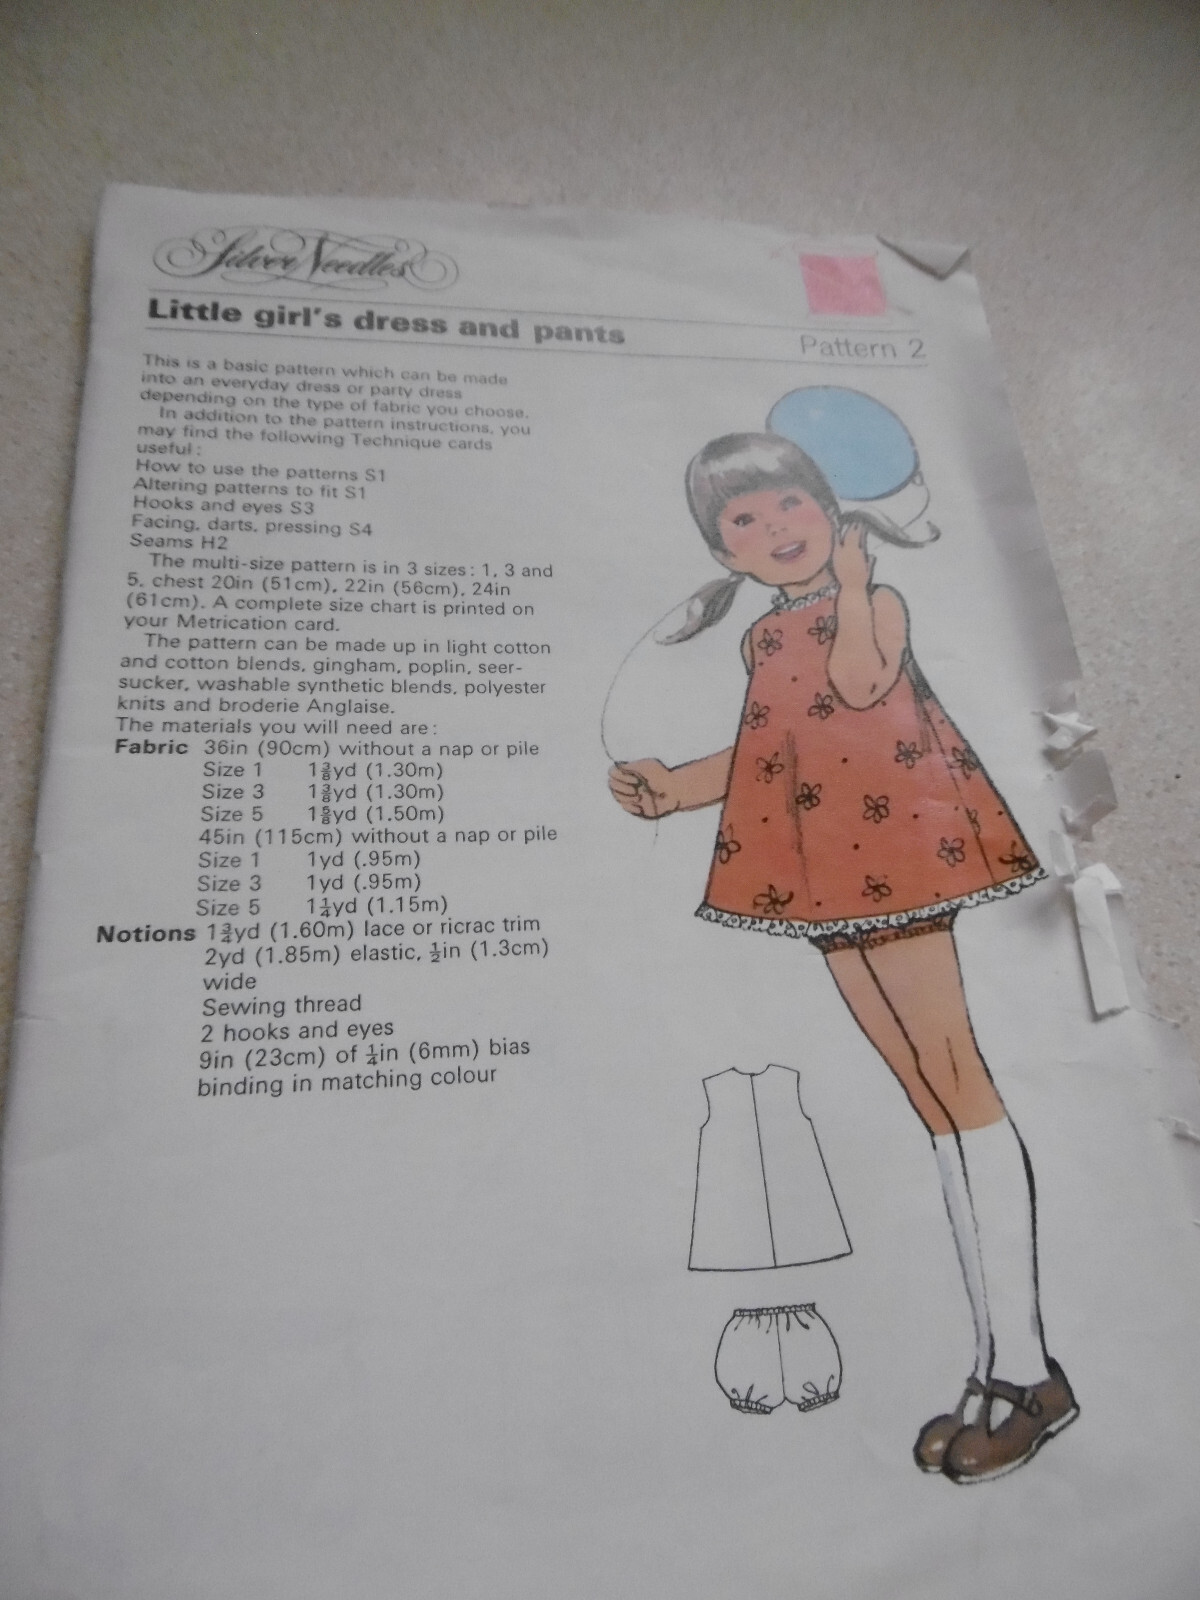 Silver Needles
Little girl's dress and pants
Pattern 2
This is a basic pattern which can be made
into an everyday dress or party dress
depending on the type of fabric you choose.
In addition to the pattern instructions, you
may find the following Technique cards
useful:
How to use the patterns S1
Altering patterns to fit S1
Hooks and eyes S3
Facing, darts, pressing S4
Seams H2
The multi-size pattern is in 3 sizes: 1, 3 and
5, chest 20in (51cm), 22in (56cm), 24in
(61cm). A complete size chart is printed on
your Metrication card.
The pattern can be made up in light cotton
and cotton blends, gingham, poplin, seer-
sucker, washable synthetic blends, polyester
knits and broderie Anglaise.
The materials you will need are:
Fabric 36in (90cm) without a nap or pile
Size 1 1⅜yd (1.30m)
Size 3 1⅜yd (1.30m)
Size 5 1⅝yd (1.50m)
45in (115cm) without a nap or pile
Size 1 1yd (.95m)
Size 3 1yd (.95m)
Size 5 1¼yd (1.15m)
Notions 1¾yd (1.60m) lace or ricrac trim
2yd (1.85m) elastic, ½in (1.3cm)
wide
Sewing thread
2 hooks and eyes
9in (23cm) of ¼in (6mm) bias
binding in matching colour